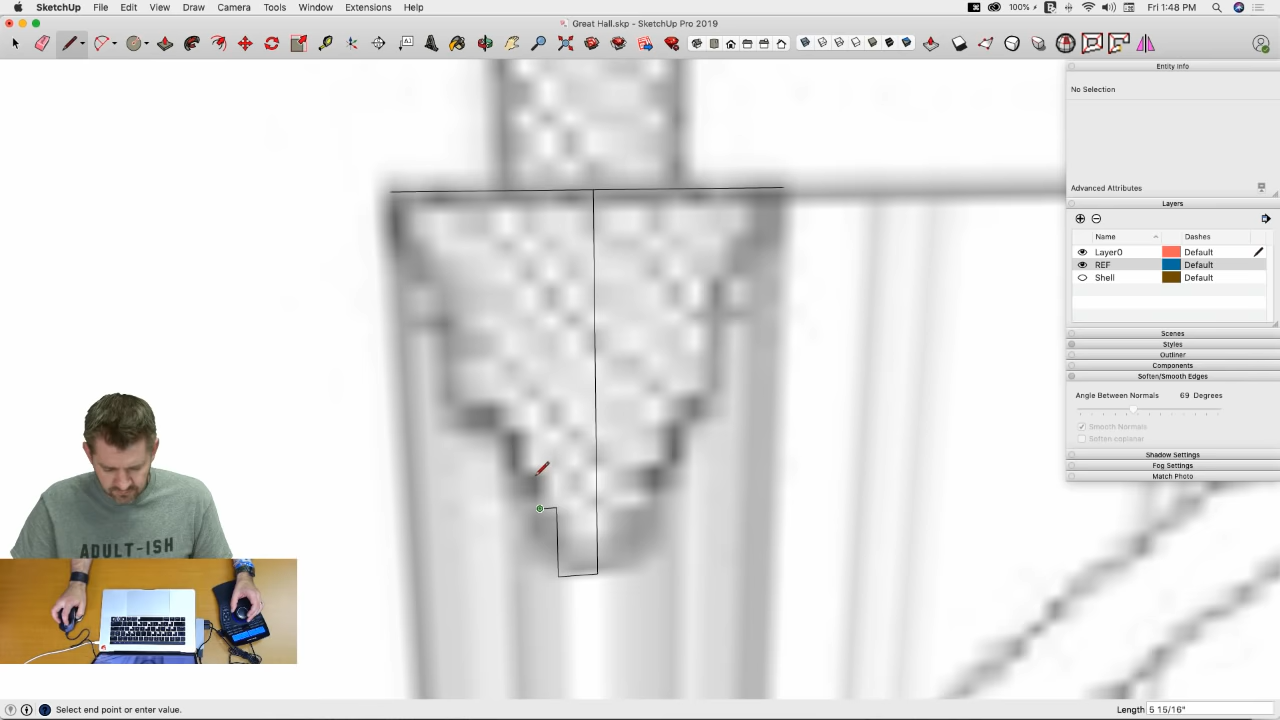 SketchUp File Edit View Draw Camera Tools Window Extensions Help
100% Fri 1:48 PM
Great Hall.skp - SketchUp Pro 2019
Entity Info
No Selection
Advanced Attributes
Layers
Name Dashes
Layer0 Default
REF Default
Shell Default
Scenes
Styles
Outliner
Components
Soften/Smooth Edges
Angle Between Normals 69 Degrees
Smooth Normals
Soften coplanar
Shadow Settings
Fog Settings
Match Photo
ADULT-ISH
Select end point or enter value.
Length 5 15/16"